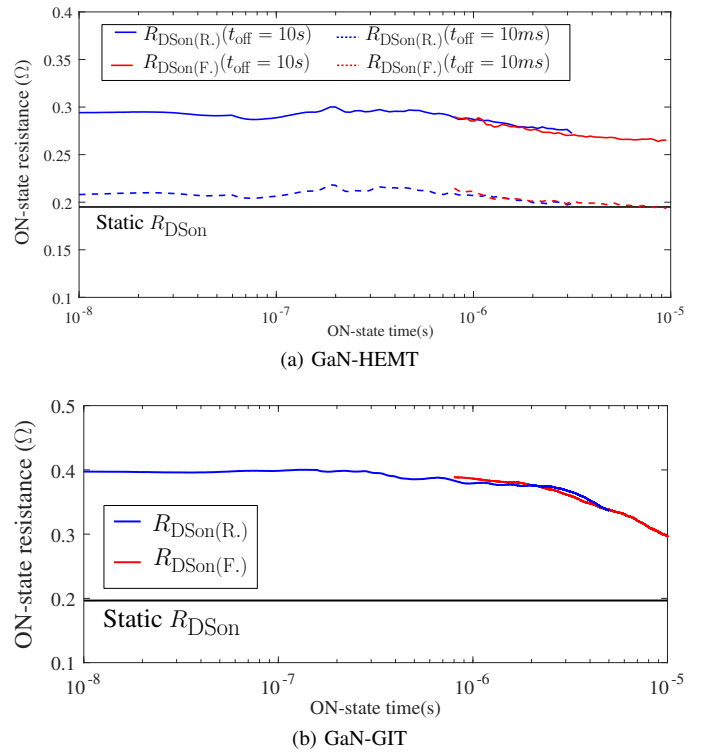 0.4
R_DSon(R.)(t_off = 10s) R_DSon(R.)(t_off = 10ms)
R_DSon(F.)(t_off = 10s) R_DSon(F.)(t_off = 10ms)
0.35
0.3
0.25
0.2
0.15
0.1
ON-state resistance (Ω)
Static R_DSon
10^-8 10^-7 10^-6 10^-5
ON-state time(s)
(a) GaN-HEMT
0.5
0.4
0.3
0.2
0.1
ON-state resistance (Ω)
R_DSon(R.)
R_DSon(F.)
Static R_DSon
10^-8 10^-7 10^-6 10^-5
ON-state time(s)
(b) GaN-GIT